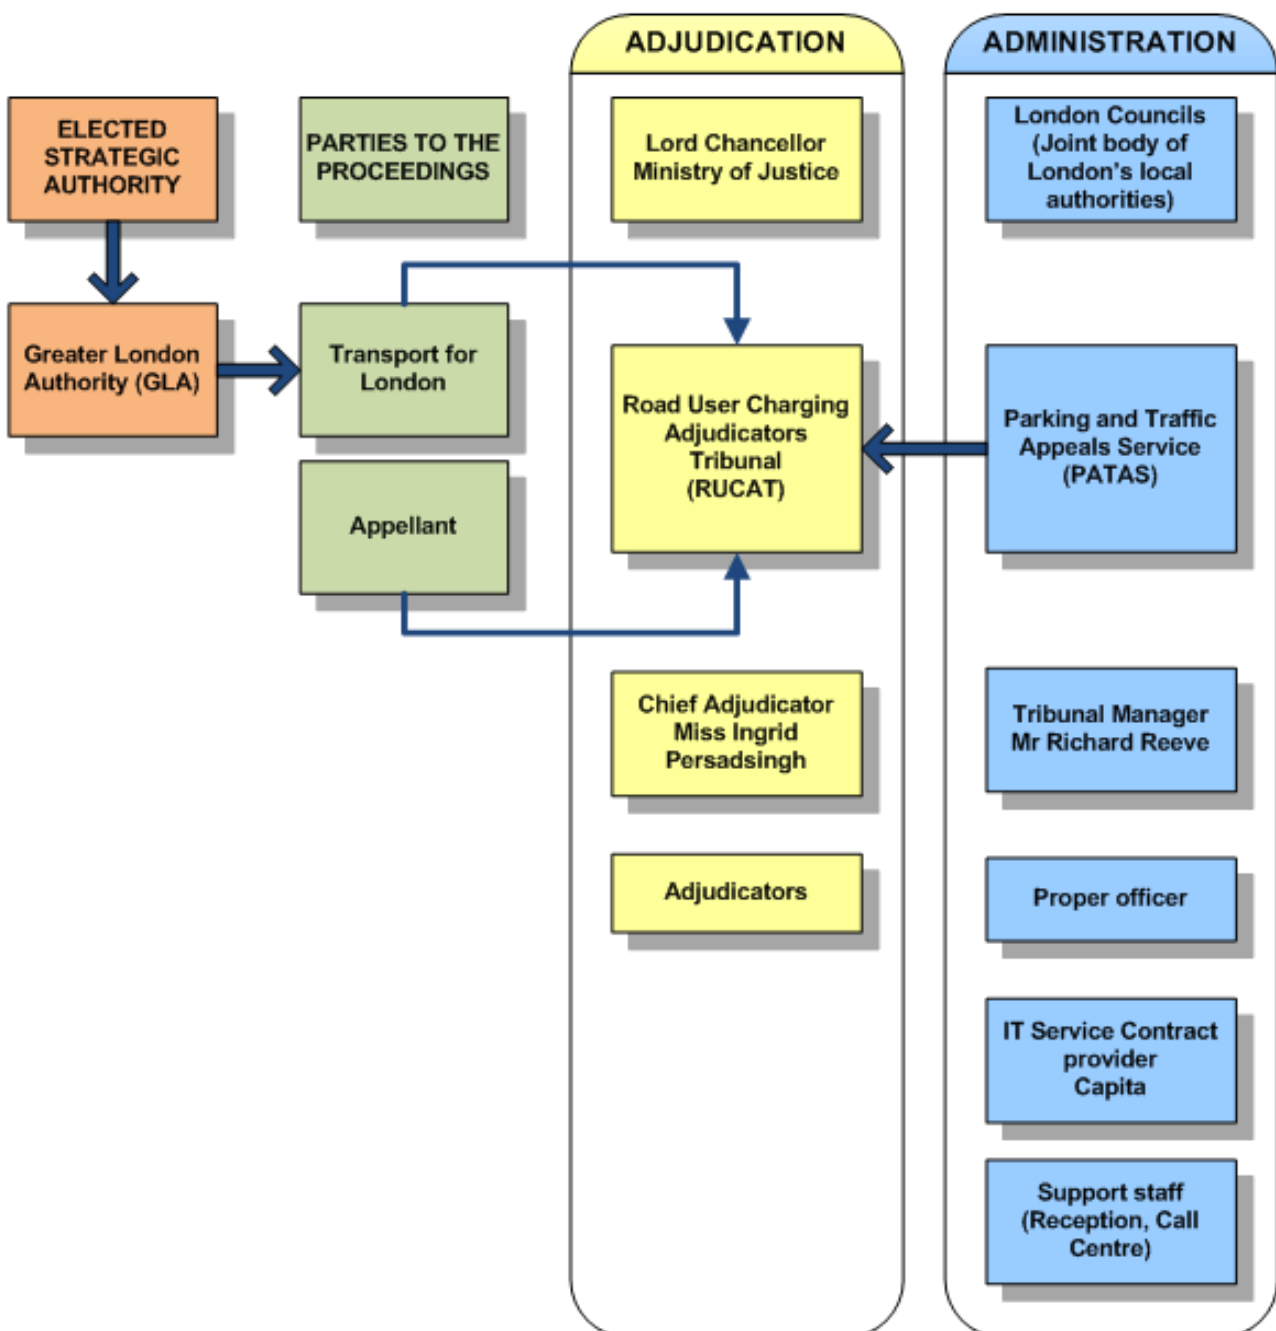 ADJUDICATION
ADMINISTRATION
ELECTED
STRATEGIC
AUTHORITY
PARTIES TO THE
PROCEEDINGS
Lord Chancellor
Ministry of Justice
London Councils
(Joint body of
London's local
authorities)
Greater London
Authority (GLA)
Transport for
London
Road User Charging
Adjudicators
Tribunal
(RUCAT)
Parking and Traffic
Appeals Service
(PATAS)
Appellant
Chief Adjudicator
Miss Ingrid
Persadsingh
Tribunal Manager
Mr Richard Reeve
Adjudicators
Proper officer
IT Service Contract
provider
Capita
Support staff
(Reception, Call
Centre)